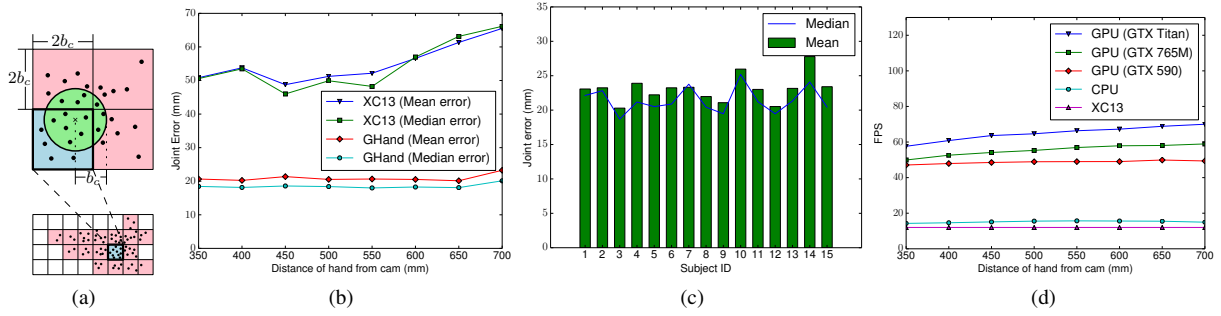 2b_c
2b_c
b_c
(a)
70
60
50
40
30
20
10
0
Joint Error) (mm)
XC13 (Mean error)
XC13 (Median error)
GHand (Mean error)
GHand (Median error)
350 400 450 500 550 600 650 700
Distance of hand from cam (mm)
(b)
35
30
25
20
15
10
5
0
Joint error (mm)
Median
Mean
1 2 3 4 5 6 7 8 9 10 11 12 13 14 15
Subject ID
(c)
120
100
80
60
40
20
0
FPS
GPU (GTX Titan)
GPU (GTX 765M)
GPU (GTX 590)
CPU
XC13
350 400 450 500 550 600 650 700
Distance of hand from cam (mm)
(d)